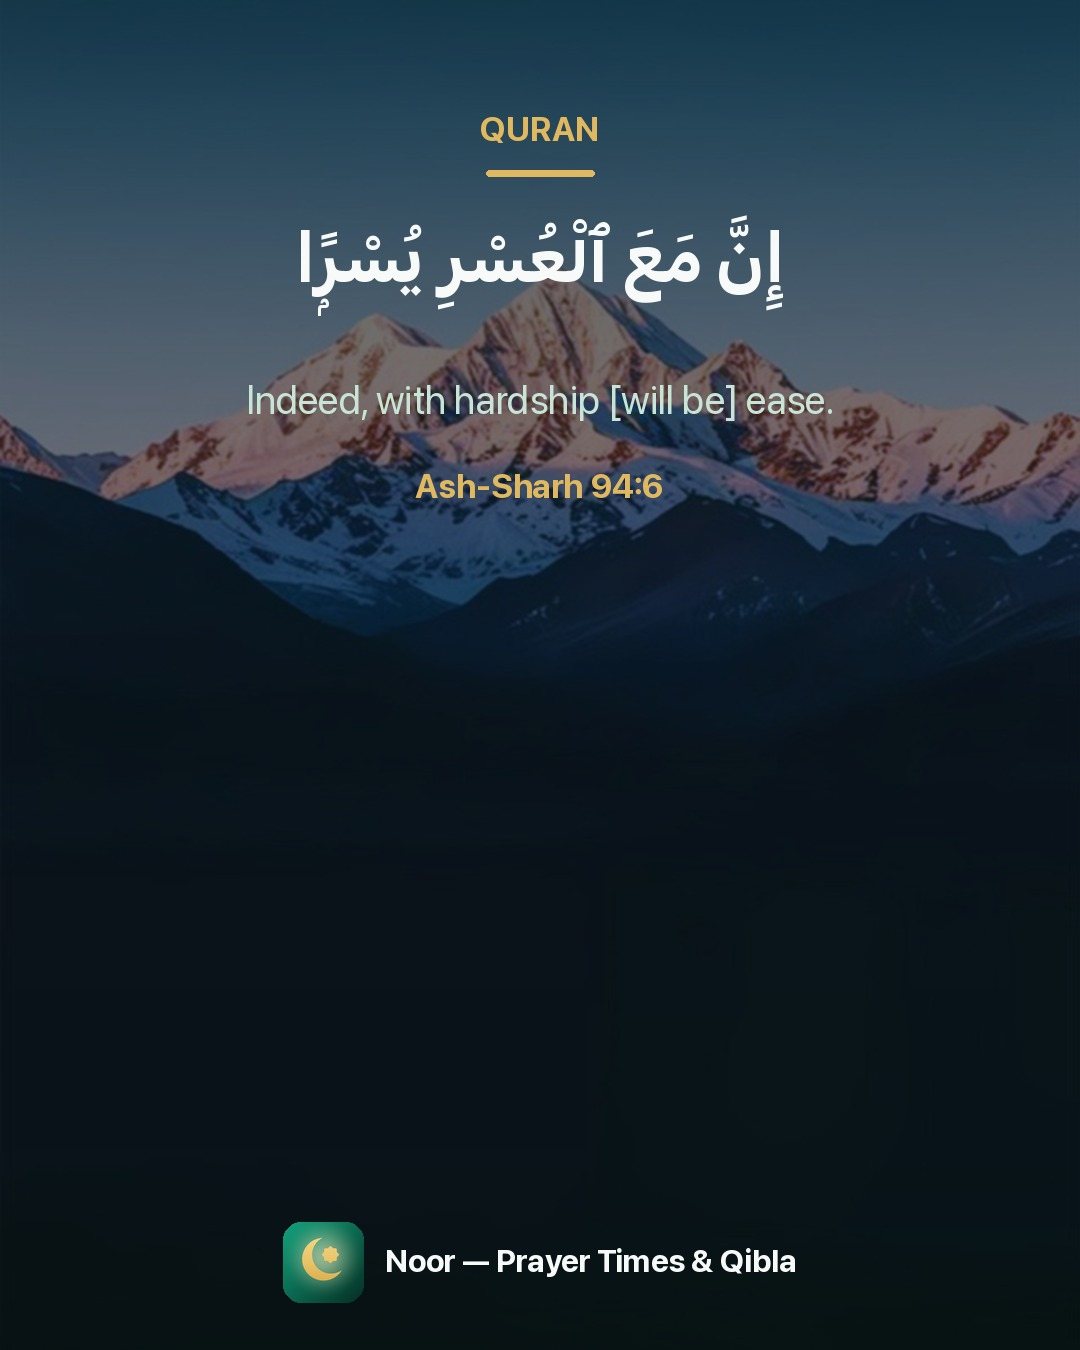 QURAN
إِنَّ مَعَ ٱلْعُسْرِ يُسْرًۭا
Indeed, with hardship [will be] ease.
Ash-Sharh 94:6
Noor — Prayer Times & Qibla